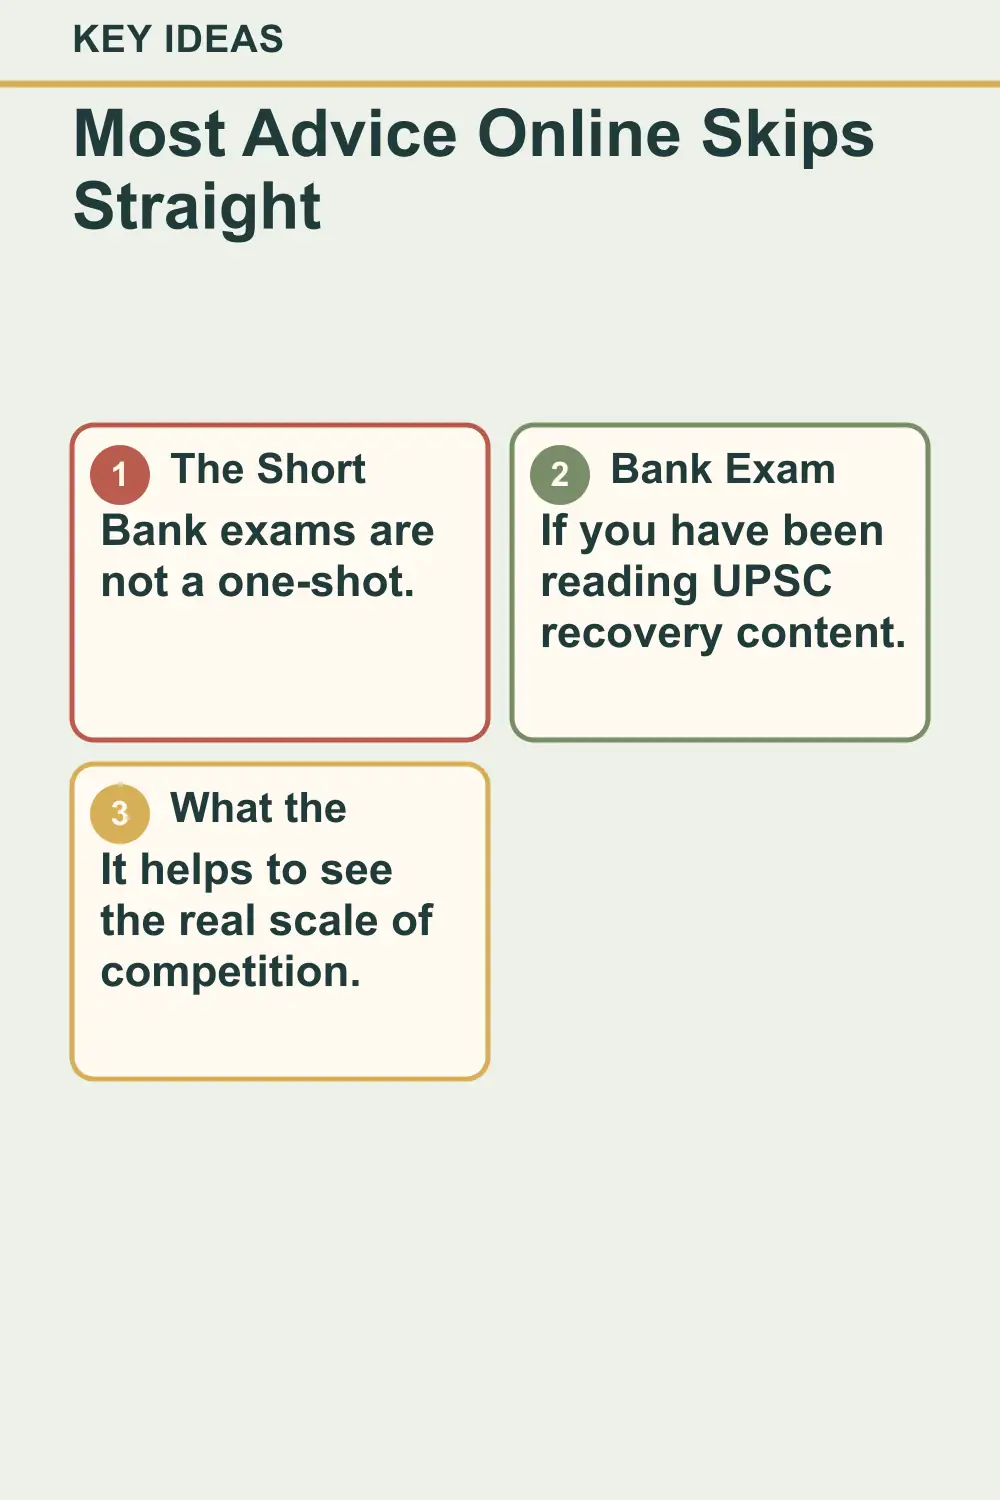 KEY IDEAS
Most Advice Online Skips
Straight
1 The Short
Bank exams are
not a one-shot.
2 Bank Exam
If you have been
reading UPSC
recovery content.
3 What the
It helps to see
the real scale of
competition.